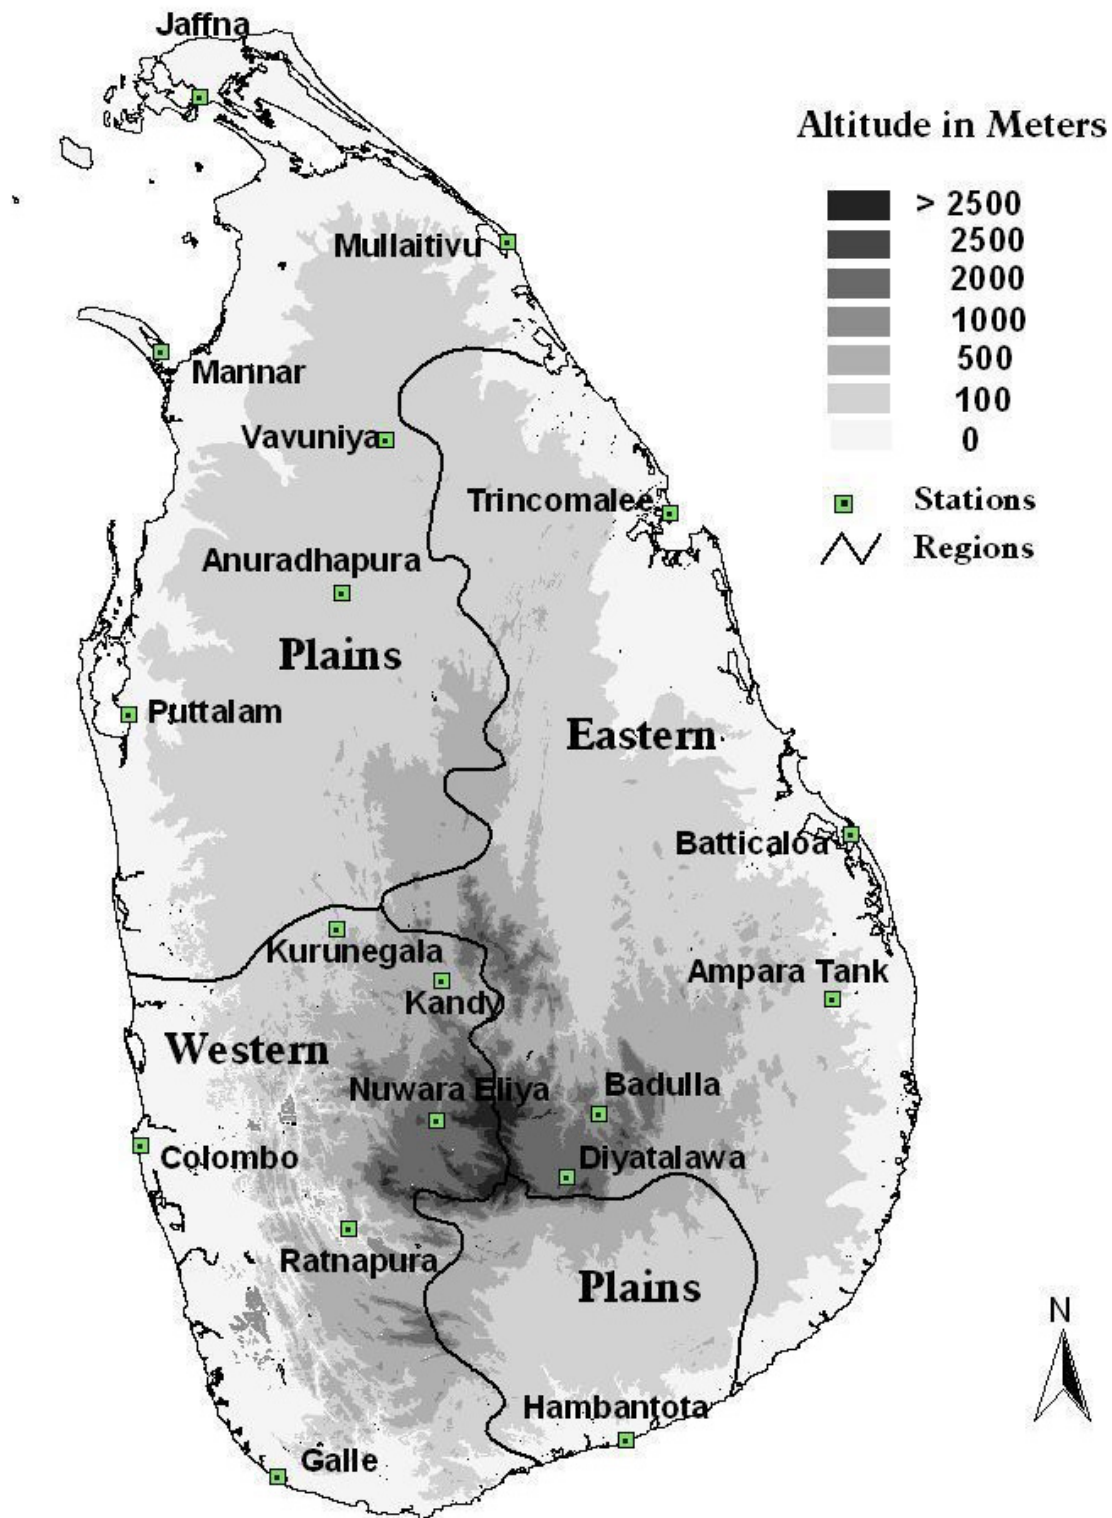 Jaffna
Altitude in Meters
> 2500
2500
2000
1000
500
100
0
Stations
Regions
Mullaitivu
Mannar
Vavuniya
Trincomalee
Anuradhapura
Plains
Puttalam
Eastern
Batticaloa
Kurunegala
Ampara Tank
Kandy
Western
Nuwara Eliya
Badulla
Colombo
Diyatalawa
Ratnapura
Plains
N
Hambantota
Galle